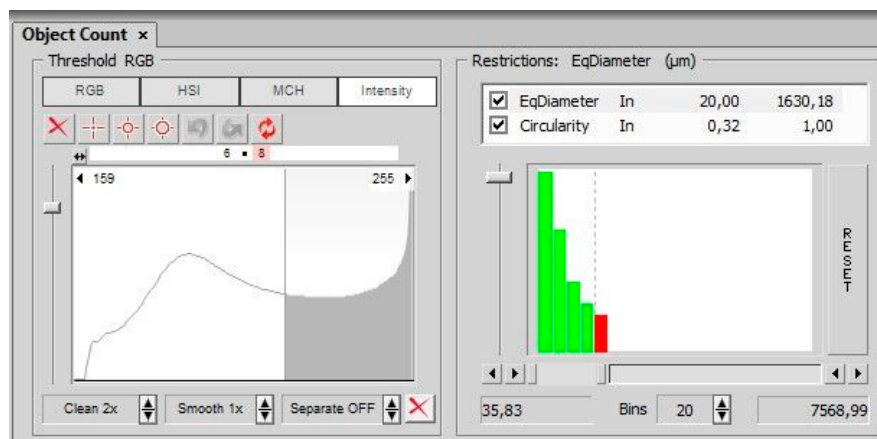 Object Count ×
Threshold RGB
RGB HSI MCH Intensity
6 8
159 255
Clean 2x Smooth 1x Separate OFF
Restrictions: EqDiameter (µm)
EqDiameter In 20,00 1630,18
Circularity In 0,32 1,00
RESET
35,83 Bins 20 7568,99